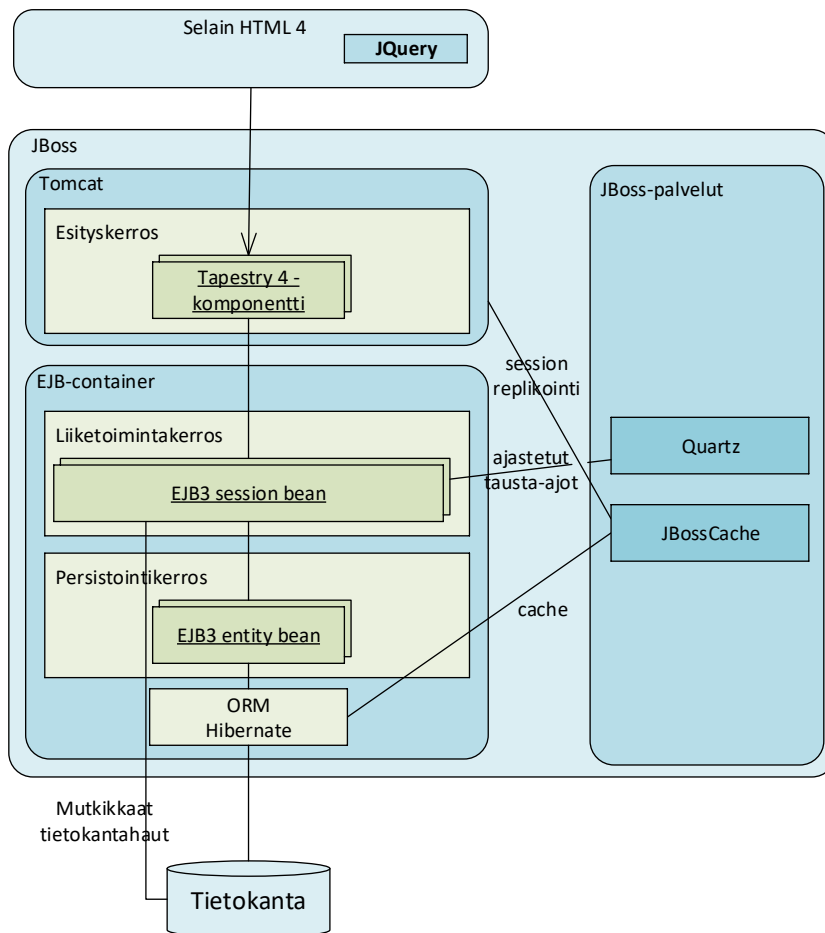 Selain HTML 4
JQuery
JBoss
Tomcat
JBoss-palvelut
Esityskerros
Tapestry 4 -
komponentti
session
replikointi
EJB-container
Liiketoimintakerros
EJB3 session bean
ajastetut
tausta-ajot
Quartz
JBossCache
Persistointikerros
EJB3 entity bean
cache
ORM
Hibernate
Mutkikkaat
tietokantahaut
Tietokanta